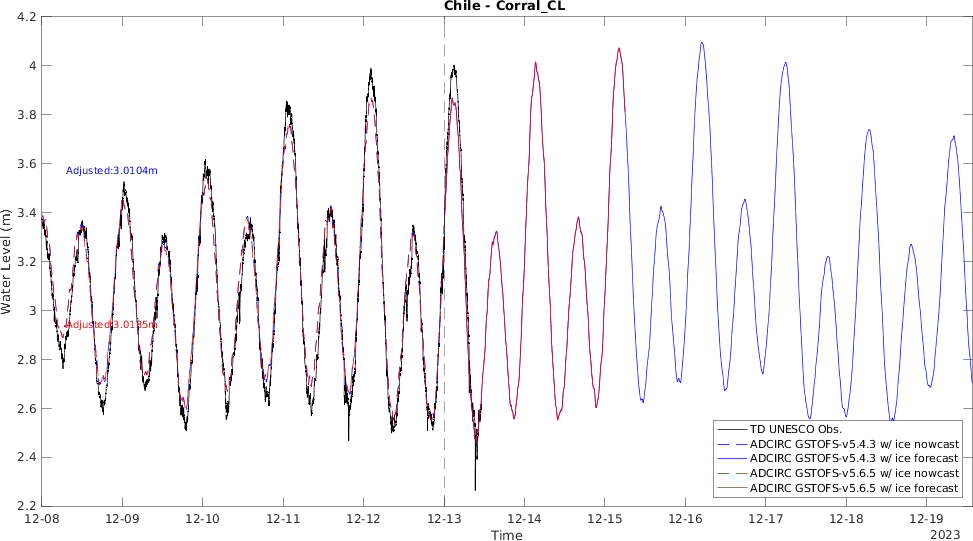 Chile - Corral_CL
4.2
4
3.8
3.6
3.4
3.2
3
2.8
2.6
2.4
2.2
Water Level (m)
Adjusted:3.0104m
Adjusted:3.0135m
TD UNESCO Obs.
ADCIRC GSTOFS-v5.4.3 w/ ice nowcast
ADCIRC GSTOFS-v5.4.3 w/ ice forecast
ADCIRC GSTOFS-v5.6.5 w/ ice nowcast
ADCIRC GSTOFS-v5.6.5 w/ ice forecast
12-08 12-09 12-10 12-11 12-12 12-13 12-14 12-15 12-16 12-17 12-18 12-19
Time
2023